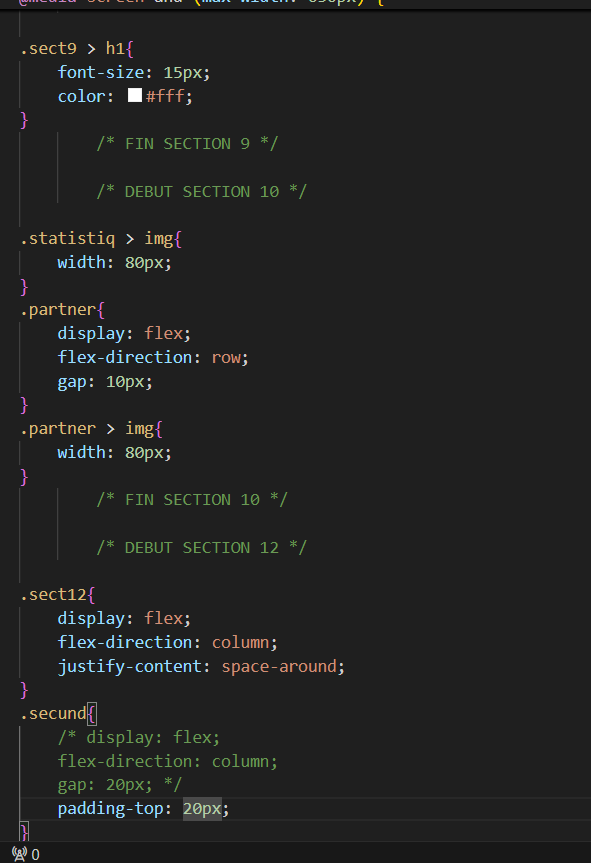 @media screen and (max-width: 650px) {
.sect9 > h1{
font-size: 15px;
color: #fff;
}
/* FIN SECTION 9 */
/* DEBUT SECTION 10 */
.statistiq > img{
width: 80px;
}
.partner{
display: flex;
flex-direction: row;
gap: 10px;
}
.partner > img{
width: 80px;
}
/* FIN SECTION 10 */
/* DEBUT SECTION 12 */
.sect12{
display: flex;
flex-direction: column;
justify-content: space-around;
}
.secund{
/* display: flex;
flex-direction: column;
gap: 20px; */
padding-top: 20px;
}
0